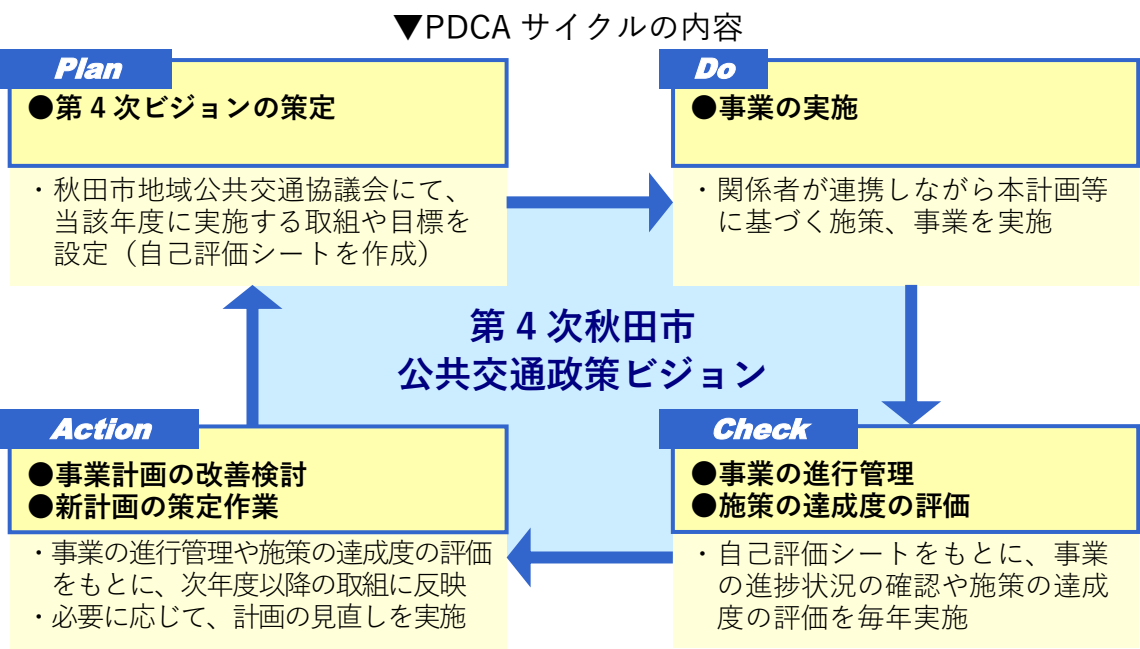 ▼PDCA サイクルの内容
Plan
●第4次ビジョンの策定
・秋田市地域公共交通協議会にて、
当該年度に実施する取組や目標を
設定（自己評価シートを作成）
Do
●事業の実施
・関係者が連携しながら本計画等
に基づく施策、事業を実施
第4次秋田市
公共交通政策ビジョン
Action
●事業計画の改善検討
●新計画の策定作業
・事業の進行管理や施策の達成度の評価
をもとに、次年度以降の取組に反映
・必要に応じて、計画の見直しを実施
Check
●事業の進行管理
●施策の達成度の評価
・自己評価シートをもとに、事業
の進捗状況の確認や施策の達成
度の評価を毎年実施